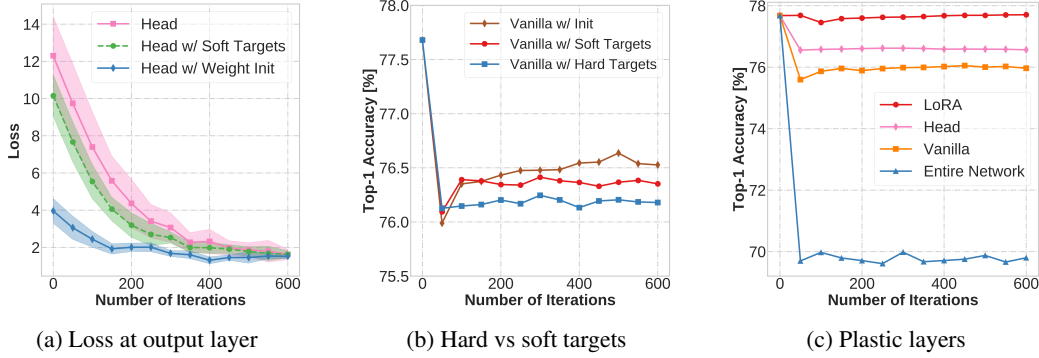 14
12
10
8
6
4
2
0 200 400 600
Loss
Number of Iterations
Head
Head w/ Soft Targets
Head w/ Weight Init
(a) Loss at output layer
78.0
77.5
77.0
76.5
76.0
75.5
0 200 400 600
Top-1 Accuracy [%]
Number of Iterations
Vanilla w/ Init
Vanilla w/ Soft Targets
Vanilla w/ Hard Targets
(b) Hard vs soft targets
78
76
74
72
70
0 200 400 600
Top-1 Accuracy [%]
Number of Iterations
LoRA
Head
Vanilla
Entire Network
(c) Plastic layers